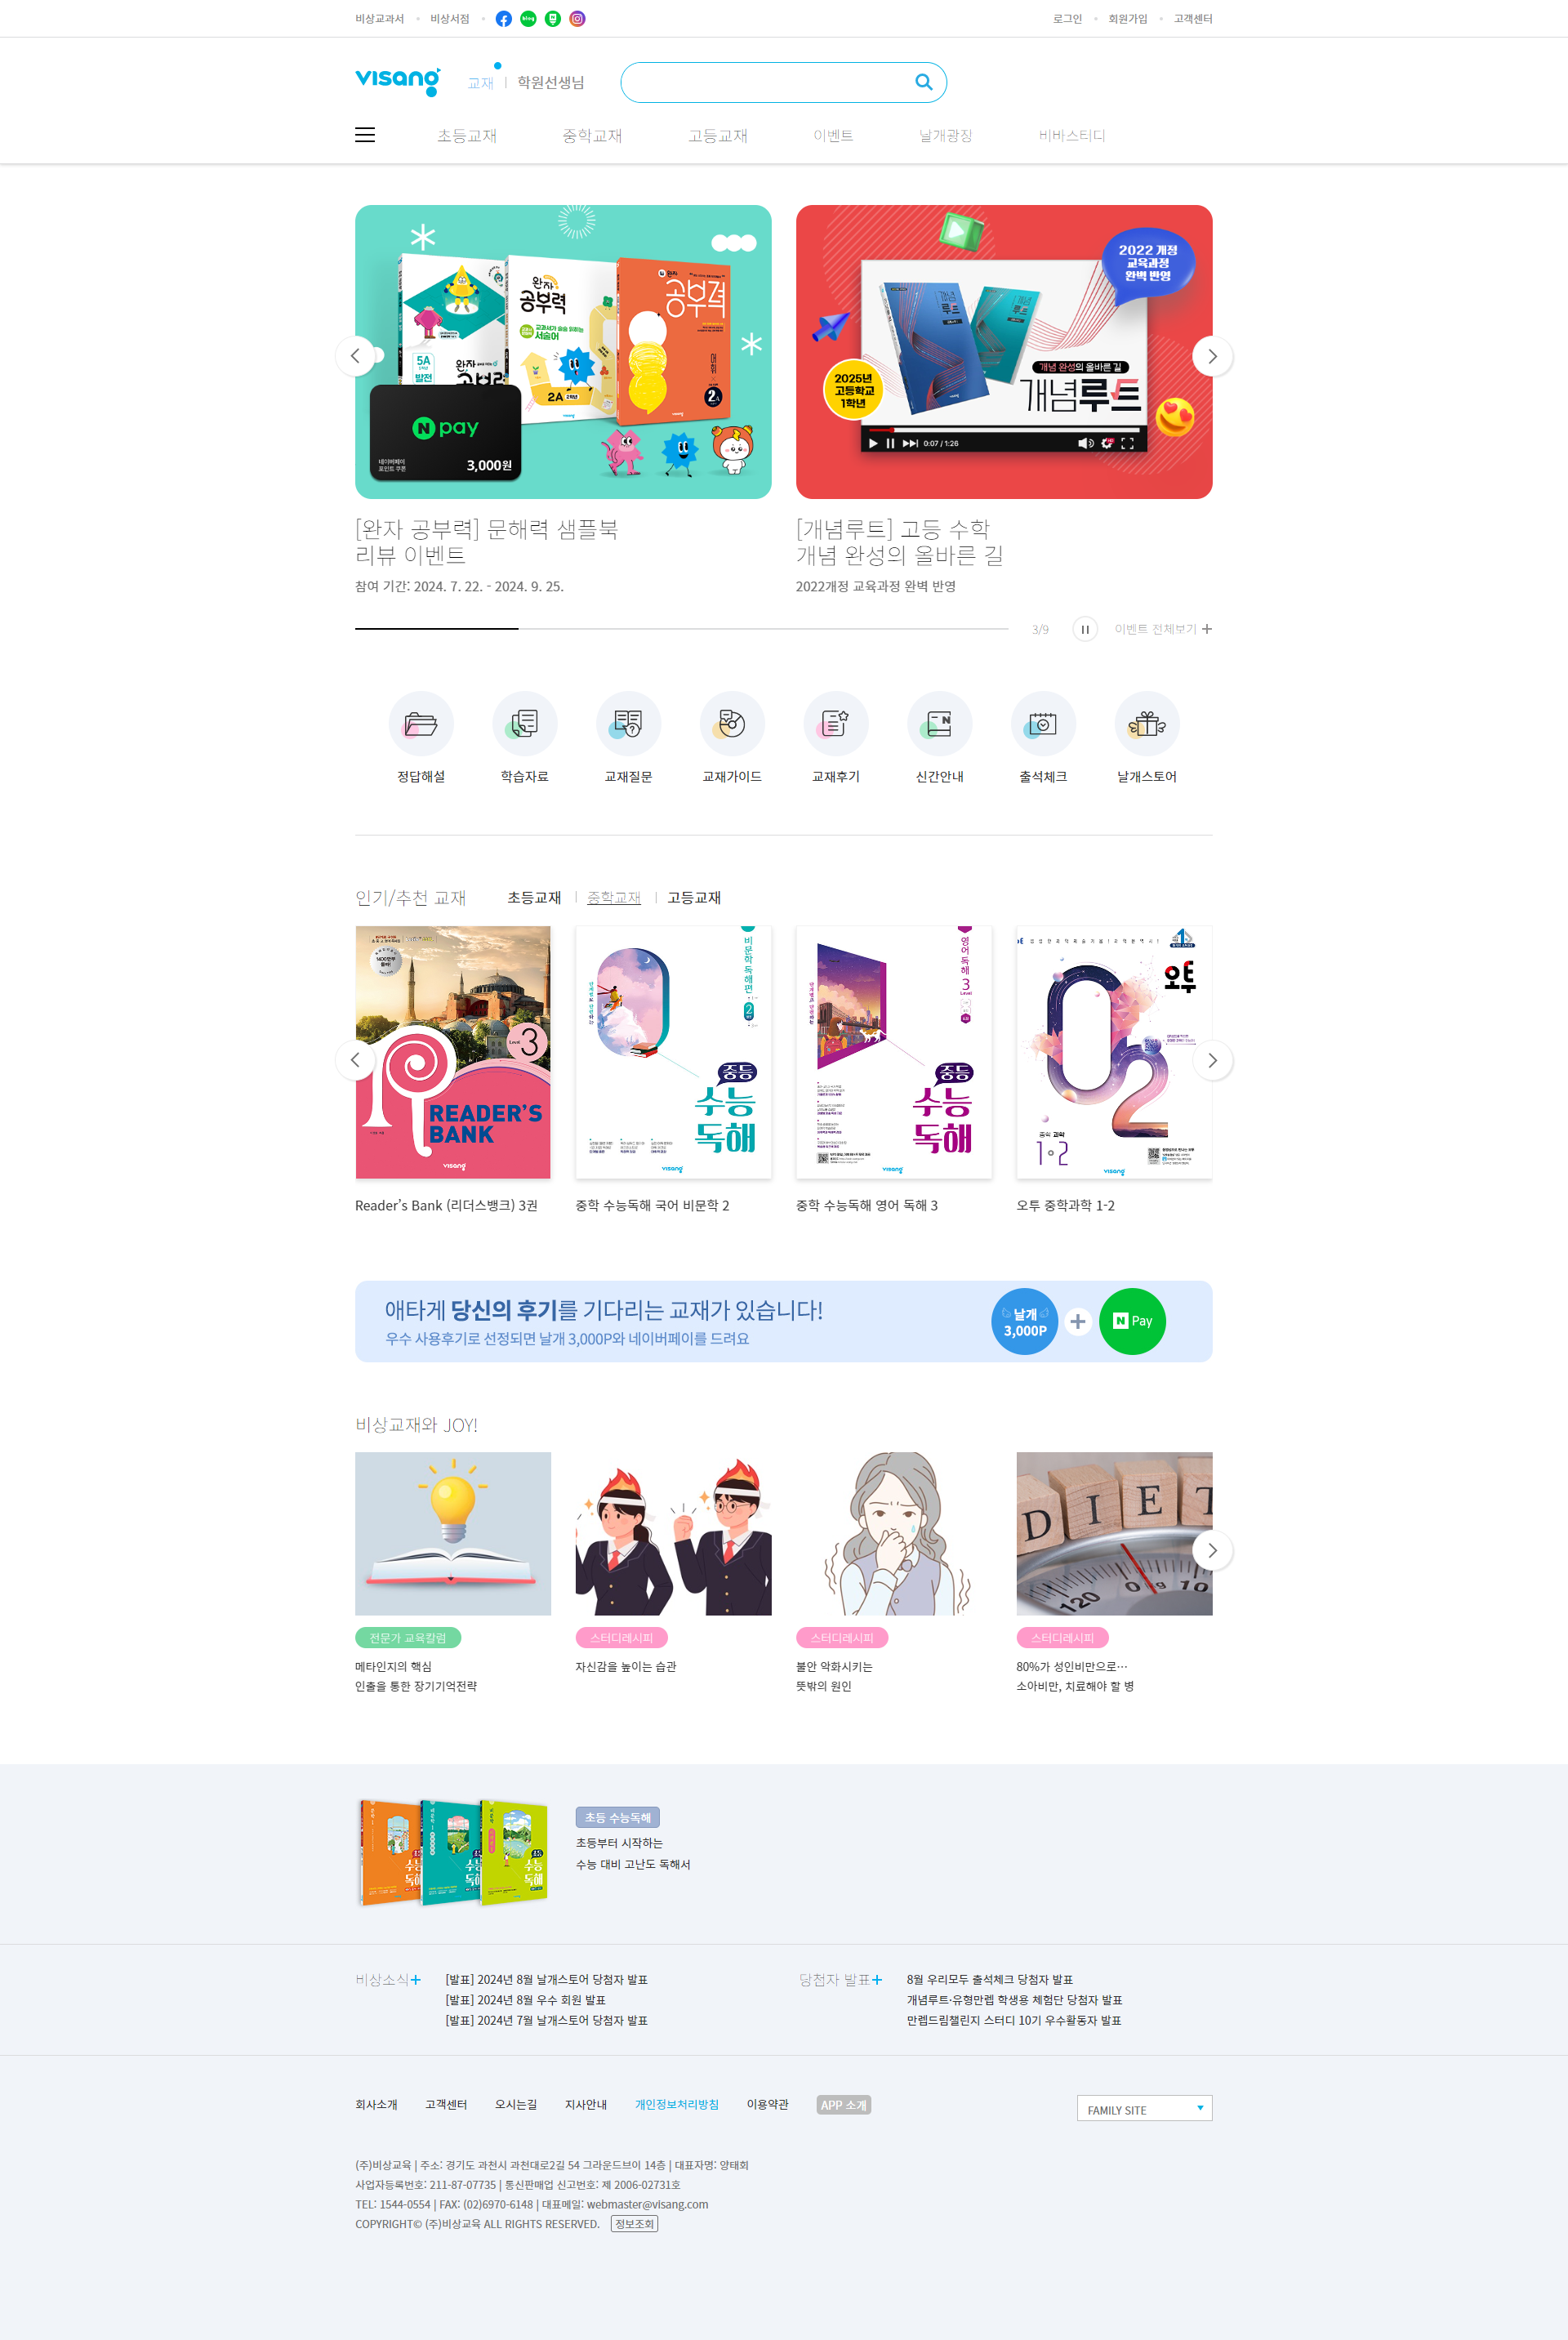 비상교과서
비상서점
blog
로그인
회원가입
고객센터
visang
교재
학원선생님
초등교재
중학교재
고등교재
이벤트
날개광장
비바스티디
완자
공부력
교과서가 술술 읽히는
서술어
2A
5A
발전
완자
공부력
완자
공부력
어휘
2A
N pay
네이버페이
포인트 쿠폰
3,000원
2022 개정
교육과정
완벽 반영
개념
루트
2025년
고등학교
1학년
개념 완성의 올바른 길
개념루트
0:07 / 1:26
[완자 공부력] 문해력 샘플북
리뷰 이벤트
참여 기간: 2024. 7. 22. - 2024. 9. 25.
[개념루트] 고등 수학
개념 완성의 올바른 길
2022개정 교육과정 완벽 반영
3/9
이벤트 전체보기
정답해설
학습자료
교재질문
교재가이드
교재후기
신간안내
출석체크
날개스토어
인기/추천 교재
초등교재
중학교재
고등교재
Level 3
READER'S
BANK
visang
비문학 독해편
2
중등
수능
독해
visang
영어 독해
3
Level
중등
수능
독해
visang
오투
중학 과학
1·2
visang
Reader's Bank (리더스뱅크) 3권
중학 수능독해 국어 비문학 2
중학 수능독해 영어 독해 3
오투 중학과학 1-2
애타게 당신의 후기를 기다리는 교재가 있습니다!
우수 사용후기로 선정되면 날개 3,000P와 네이버페이를 드려요
날개
3,000P
N Pay
비상교재와 JOY!
DIET
120
0
kg
10
전문가 교육칼럼
메타인지의 핵심
인출을 통한 장기기억전략
스터디레시피
자신감을 높이는 습관
스터디레시피
불안 악화시키는
뜻밖의 원인
스터디레시피
80%가 성인비만으로…
소아비만, 치료해야 할 병
수능
독해
초등 수능독해
초등부터 시작하는
수능 대비 고난도 독해서
비상소식
[발표] 2024년 8월 날개스토어 당첨자 발표
[발표] 2024년 8월 우수 회원 발표
[발표] 2024년 7월 날개스토어 당첨자 발표
당첨자 발표
8월 우리모두 출석체크 당첨자 발표
개념루트·유형만렙 학생용 체험단 당첨자 발표
만렙드림챌린지 스터디 10기 우수활동자 발표
회사소개
고객센터
오시는길
지사안내
개인정보처리방침
이용약관
APP 소개
FAMILY SITE
(주)비상교육 | 주소: 경기도 과천시 과천대로2길 54 그라운드브이 14층 | 대표자명: 양태회
사업자등록번호: 211-87-07735 | 통신판매업 신고번호: 제 2006-02731호
TEL: 1544-0554 | FAX: (02)6970-6148 | 대표메일: webmaster@visang.com
COPYRIGHT© (주)비상교육 ALL RIGHTS RESERVED.
정보조회